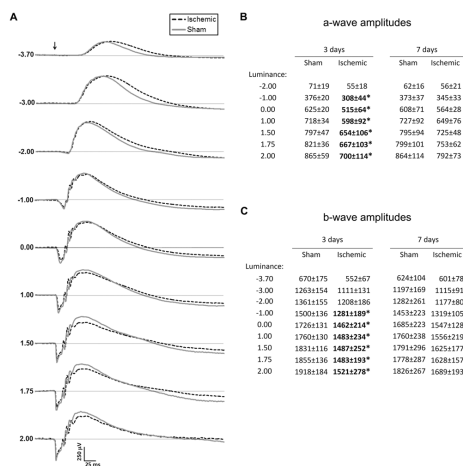 A
Ischemic
Sham
-3.70
-3.00
-2.00
-1.00
0.00
1.00
1.50
1.75
2.00
250 µV
25 ms.
B
a-wave amplitudes
3 days 7 days
Sham Ischemic Sham Ischemic
Luminance:
-2.00 71±19 55±18 62±16 56±21
-1.00 376±20 308±44* 373±37 345±33
0.00 625±20 515±64* 608±71 564±28
1.00 718±34 598±92* 727±92 649±76
1.50 797±47 654±106* 795±94 725±48
1.75 821±36 667±103* 799±101 753±62
2.00 865±59 700±114* 864±114 792±73
C
b-wave amplitudes
3 days 7 days
Sham Ischemic Sham Ischemic
Luminance:
-3.70 670±175 552±67 624±104 601±78
-3.00 1263±154 1111±131 1197±169 1115±91
-2.00 1361±155 1208±186 1282±261 1177±80
-1.00 1500±136 1281±189* 1453±223 1319±105
0.00 1726±131 1462±214* 1685±223 1547±128
1.00 1760±130 1483±234* 1760±238 1556±219
1.50 1831±116 1487±252* 1791±296 1625±177
1.75 1855±136 1483±193* 1778±287 1628±157
2.00 1918±184 1521±278* 1826±267 1689±193